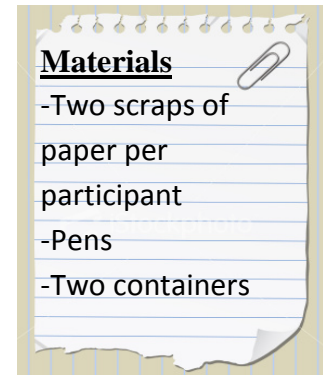 Materials
-Two scraps of
paper per
participant
-Pens
-Two containers